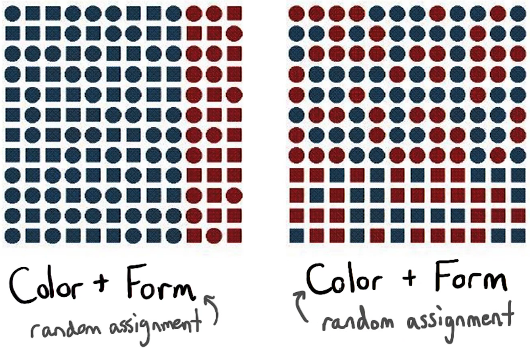 Color + Form
random assignment
Color + Form
random assignment